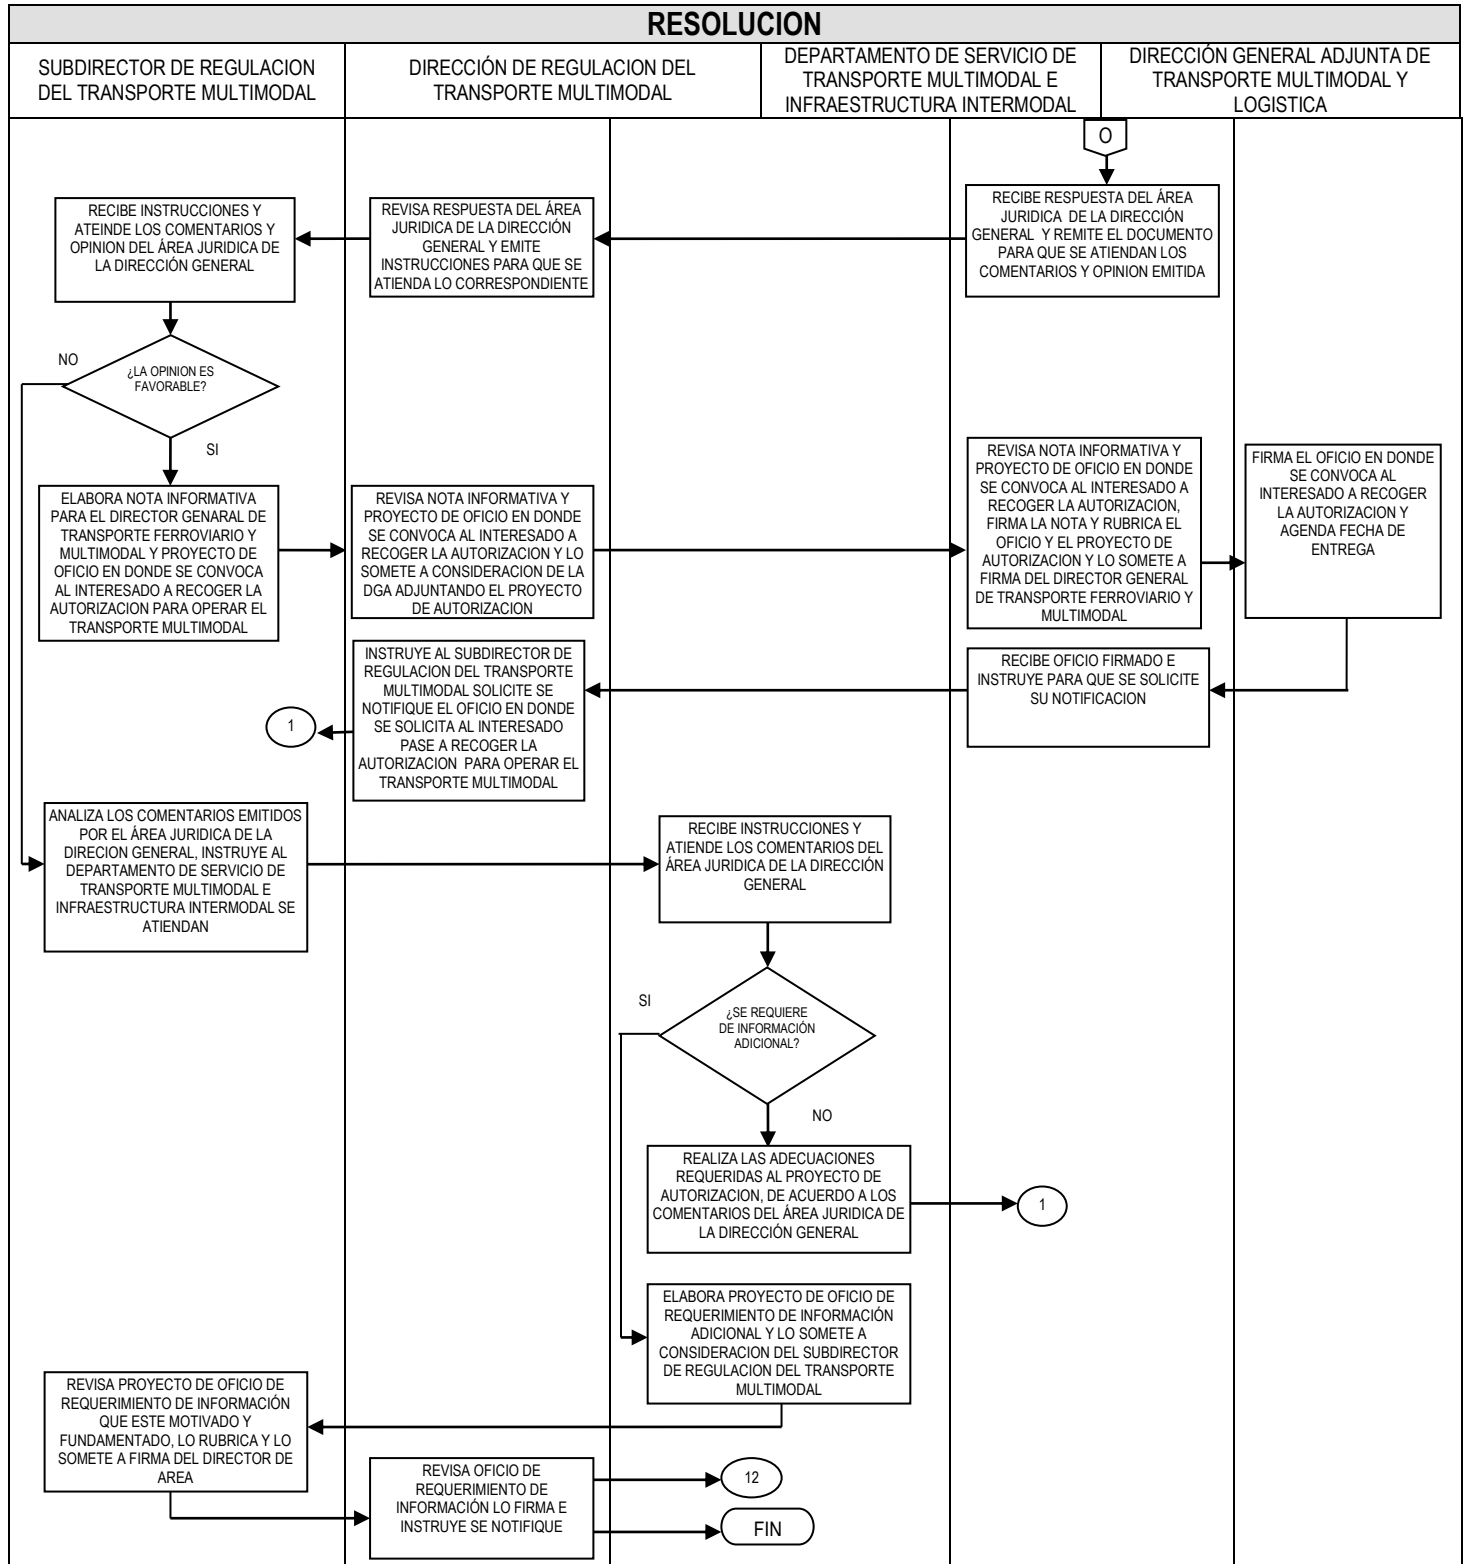 RESOLUCION
SUBDIRECTOR DE REGULACION
DEL TRANSPORTE MULTIMODAL
DIRECCIÓN DE REGULACION DEL
TRANSPORTE MULTIMODAL
DEPARTAMENTO DE SERVICIO DE
TRANSPORTE MULTIMODAL E
INFRAESTRUCTURA INTERMODAL
DIRECCIÓN GENERAL ADJUNTA DE
TRANSPORTE MULTIMODAL Y
LOGISTICA
O
RECIBE RESPUESTA DEL ÁREA
JURIDICA DE LA DIRECCIÓN
GENERAL Y REMITE EL DOCUMENTO
PARA QUE SE ATIENDAN LOS
COMENTARIOS Y OPINION EMITIDA
REVISA RESPUESTA DEL ÁREA
JURIDICA DE LA DIRECCIÓN
GENERAL Y EMITE
INSTRUCCIONES PARA QUE SE
ATIENDA LO CORRESPONDIENTE
RECIBE INSTRUCCIONES Y
ATEINDE LOS COMENTARIOS Y
OPINION DEL ÁREA JURIDICA DE
LA DIRECCIÓN GENERAL
¿LA OPINION ES
FAVORABLE?
NO
SI
ELABORA NOTA INFORMATIVA
PARA EL DIRECTOR GENARAL DE
TRANSPORTE FERROVIARIO Y
MULTIMODAL Y PROYECTO DE
OFICIO EN DONDE SE CONVOCA
AL INTERESADO A RECOGER LA
AUTORIZACION PARA OPERAR EL
TRANSPORTE MULTIMODAL
REVISA NOTA INFORMATIVA Y
PROYECTO DE OFICIO EN DONDE
SE CONVOCA AL INTERESADO A
RECOGER LA AUTORIZACION Y LO
SOMETE A CONSIDERACION DE LA
DGA ADJUNTANDO EL PROYECTO
DE AUTORIZACION
REVISA NOTA INFORMATIVA Y
PROYECTO DE OFICIO EN DONDE
SE CONVOCA AL INTERESADO A
RECOGER LA AUTORIZACION,
FIRMA LA NOTA Y RUBRICA EL
OFICIO Y EL PROYECTO DE
AUTORIZACION Y LO SOMETE A
FIRMA DEL DIRECTOR GENERAL
DE TRANSPORTE FERROVIARIO Y
MULTIMODAL
FIRMA EL OFICIO EN DONDE
SE CONVOCA AL
INTERESADO A RECOGER
LA AUTORIZACION Y
AGENDA FECHA DE
ENTREGA
RECIBE OFICIO FIRMADO E
INSTRUYE PARA QUE SE SOLICITE
SU NOTIFICACION
INSTRUYE AL SUBDIRECTOR DE
REGULACION DEL TRANSPORTE
MULTIMODAL SOLICITE SE
NOTIFIQUE EL OFICIO EN DONDE
SE SOLICITA AL INTERESADO
PASE A RECOGER LA
AUTORIZACION PARA OPERAR EL
TRANSPORTE MULTIMODAL
1
ANALIZA LOS COMENTARIOS EMITIDOS
POR EL ÁREA JURIDICA DE LA
DIRECION GENERAL, INSTRUYE AL
DEPARTAMENTO DE SERVICIO DE
TRANSPORTE MULTIMODAL E
INFRAESTRUCTURA INTERMODAL SE
ATIENDAN
RECIBE INSTRUCCIONES Y
ATIENDE LOS COMENTARIOS DEL
ÁREA JURIDICA DE LA DIRECCIÓN
GENERAL
¿SE REQUIERE
DE INFORMACIÓN
ADICIONAL?
SI
NO
REALIZA LAS ADECUACIONES
REQUERIDAS AL PROYECTO DE
AUTORIZACION, DE ACUERDO A LOS
COMENTARIOS DEL ÁREA JURIDICA DE
LA DIRECCIÓN GENERAL
1
ELABORA PROYECTO DE OFICIO DE
REQUERIMIENTO DE INFORMACIÓN
ADICIONAL Y LO SOMETE A
CONSIDERACION DEL SUBDIRECTOR
DE REGULACION DEL TRANSPORTE
MULTIMODAL
REVISA PROYECTO DE OFICIO DE
REQUERIMIENTO DE INFORMACIÓN
QUE ESTE MOTIVADO Y
FUNDAMENTADO, LO RUBRICA Y LO
SOMETE A FIRMA DEL DIRECTOR DE
AREA
REVISA OFICIO DE
REQUERIMIENTO DE
INFORMACIÓN LO FIRMA E
INSTRUYE SE NOTIFIQUE
12
FIN